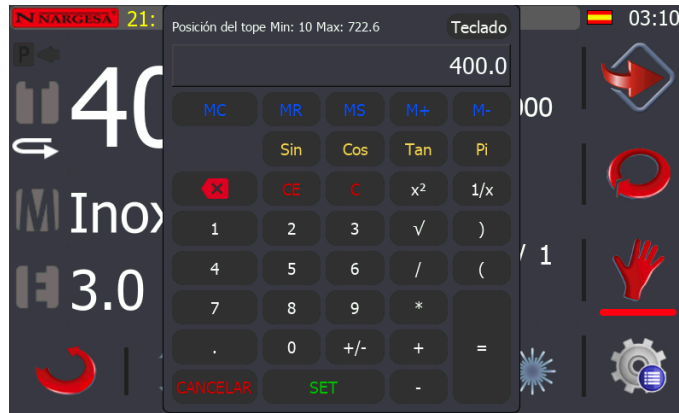 NARGESA 21:
Posición del tope Min: 10 Max: 722.6 Teclado
03:10
400.0
40
MC MR MS M+ M-
000
Sin Cos Tan Pi
CE C x² 1/x
Inox
1 2 3 √ )
4 5 6 / (
/ 1
3.0
7 8 9 *
. 0 +/- + =
CANCELAR SET -
P